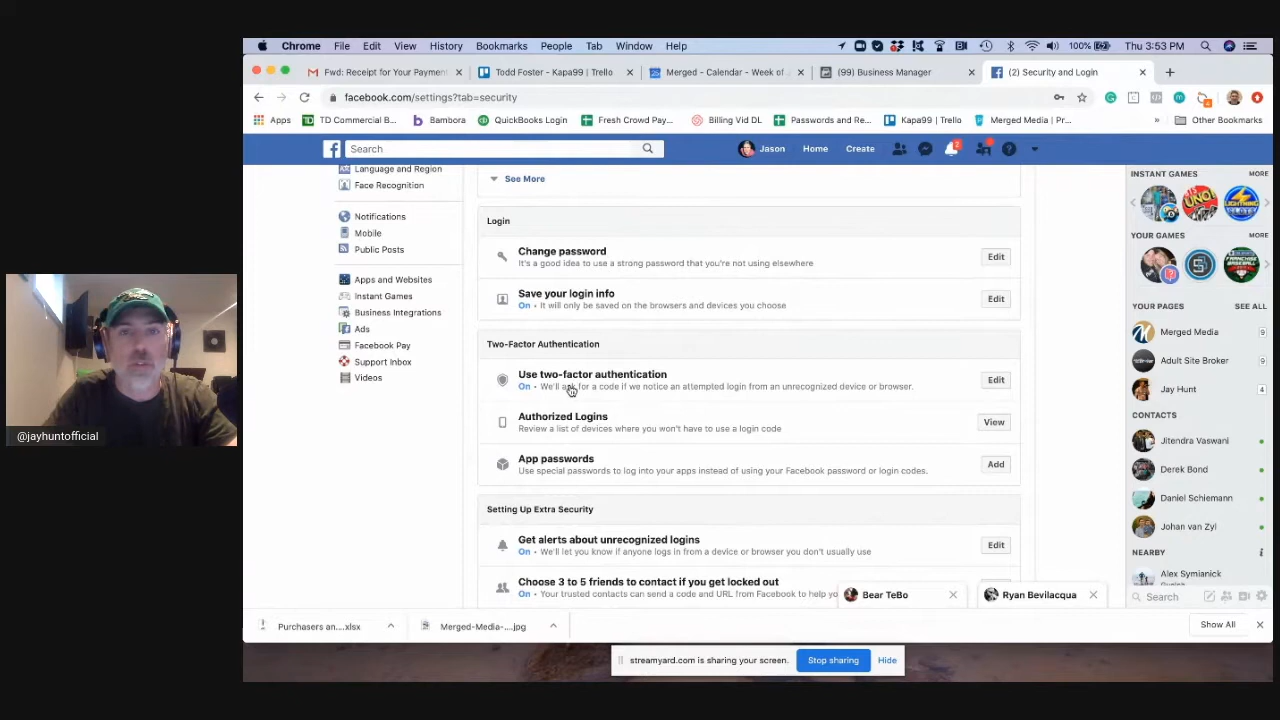 Chrome File Edit View History Bookmarks People Tab Window Help 100% Thu 3:53 PM
Fwd: Receipt for Your Paymen
Todd Foster - Kapa99 | Trello
Merged - Calendar - Week of
(99) Business Manager
(2) Security and Login
facebook.com/settings?tab=security
Apps
TD Commercial B...
Bambora
QuickBooks Login
Fresh Crowd Pay...
Billing Vid DL
Passwords and Re...
Kapa99 | Trello
Merged Media | Pr...
»
Other Bookmarks
Search
Jason
Home
Create
2
Language and Region
Face Recognition
Notifications
Mobile
Public Posts
Apps and Websites
Instant Games
Business Integrations
Ads
Facebook Pay
Support Inbox
Videos
See More
Login
Change password
It's a good idea to use a strong password that you're not using elsewhere
Edit
Save your login info
On • It will only be saved on the browsers and devices you choose
Edit
Two-Factor Authentication
Use two-factor authentication
On • We'll ask for a code if we notice an attempted login from an unrecognized device or browser.
Edit
Authorized Logins
Review a list of devices where you won't have to use a login code
View
App passwords
Use special passwords to log into your apps instead of using your Facebook password or login codes.
Add
Setting Up Extra Security
Get alerts about unrecognized logins
On • We'll let you know if anyone logs in from a device or browser you don't usually use
Edit
Choose 3 to 5 friends to contact if you get locked out
On • Your trusted contacts can send a code and URL from Facebook to help yo
INSTANT GAMES
MORE
UNO
YOUR GAMES
MORE
YOUR PAGES
SEE ALL
Merged Media 9
Adult Site Broker 9
Jay Hunt 4
CONTACTS
Jitendra Vaswani
Derek Bond
Daniel Schiemann
Johan van Zyl
NEARBY
Alex Symianick
Search
Bear TeBo
Ryan Bevilacqua
Purchasers an....xlsx
Merged-Media-....jpg
Show All
streamyard.com is sharing your screen.
Stop sharing
Hide
@jayhuntofficial